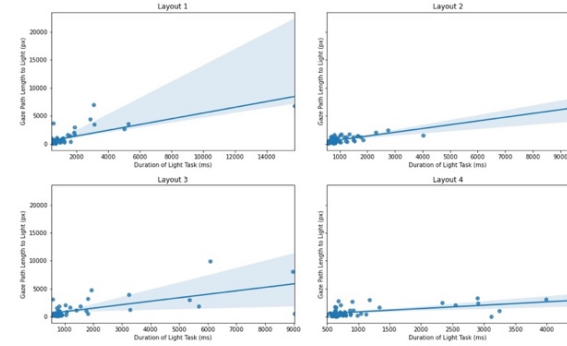 Layout 1
Gaze Path Length to Light (px)
20000
15000
10000
5000
0
2000 4000 6000 8000 10000 12000 14000
Duration of Light Task (ms)
Layout 2
Gaze Path Length to Light (px)
1000 2000 3000 4000 5000 6000 7000 8000 9000
Duration of Light Task (ms)
Layout 3
Gaze Path Length to Light (px)
20000
15000
10000
5000
0
1000 2000 3000 4000 5000 6000 7000 8000 9000
Duration of Light Task (ms)
Layout 4
Gaze Path Length to Light (px)
500 1000 1500 2000 2500 3000 3500 4000
Duration of Light Task (ms)